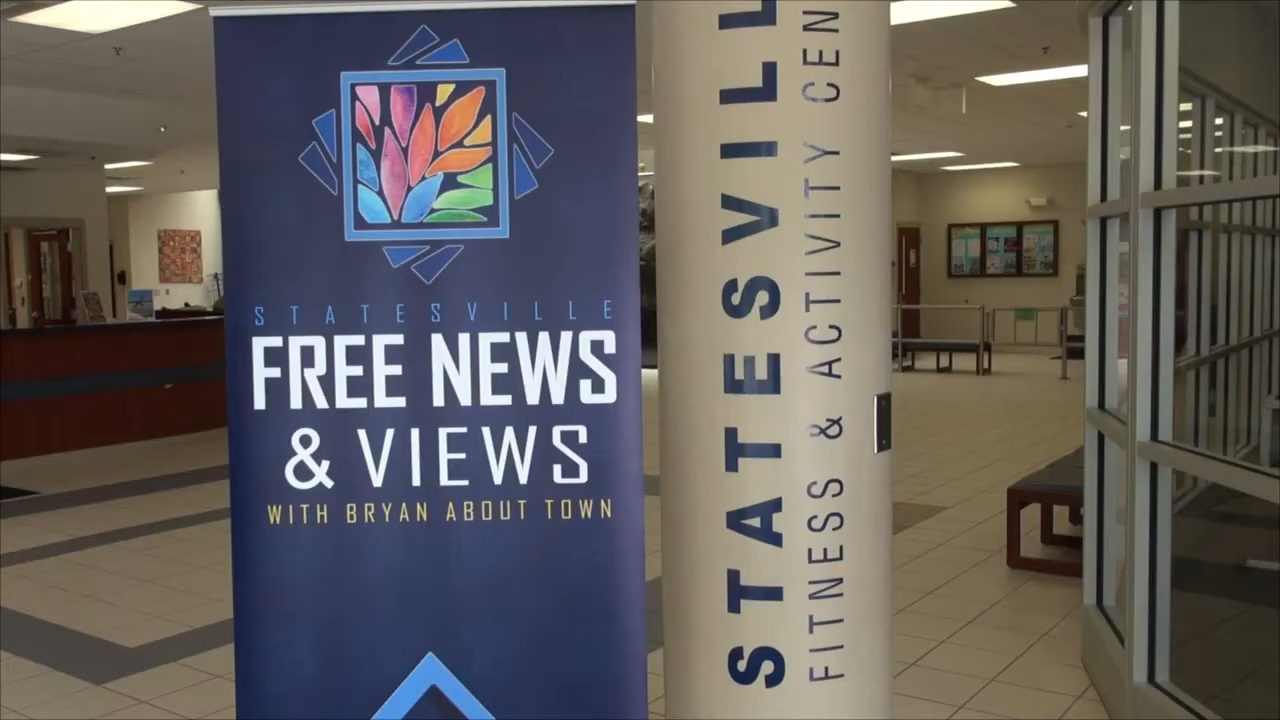 STATESVILLE
FREE NEWS
& VIEWS
WITH BRYAN ABOUT TOWN
STATESVILL
FITNESS & ACTIVITY CEN